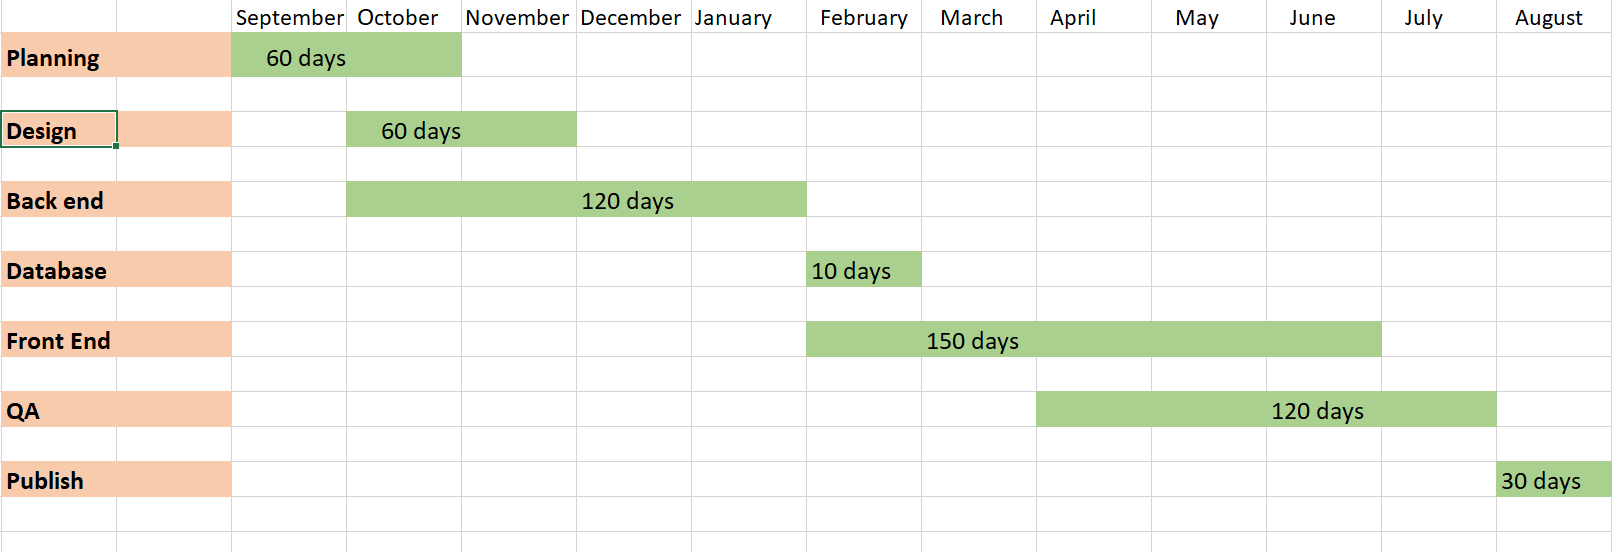 September October November December January February March April May June July August
Planning 60 days
Design 60 days
Back end 120 days
Database 10 days
Front End 150 days
QA 120 days
Publish 30 days